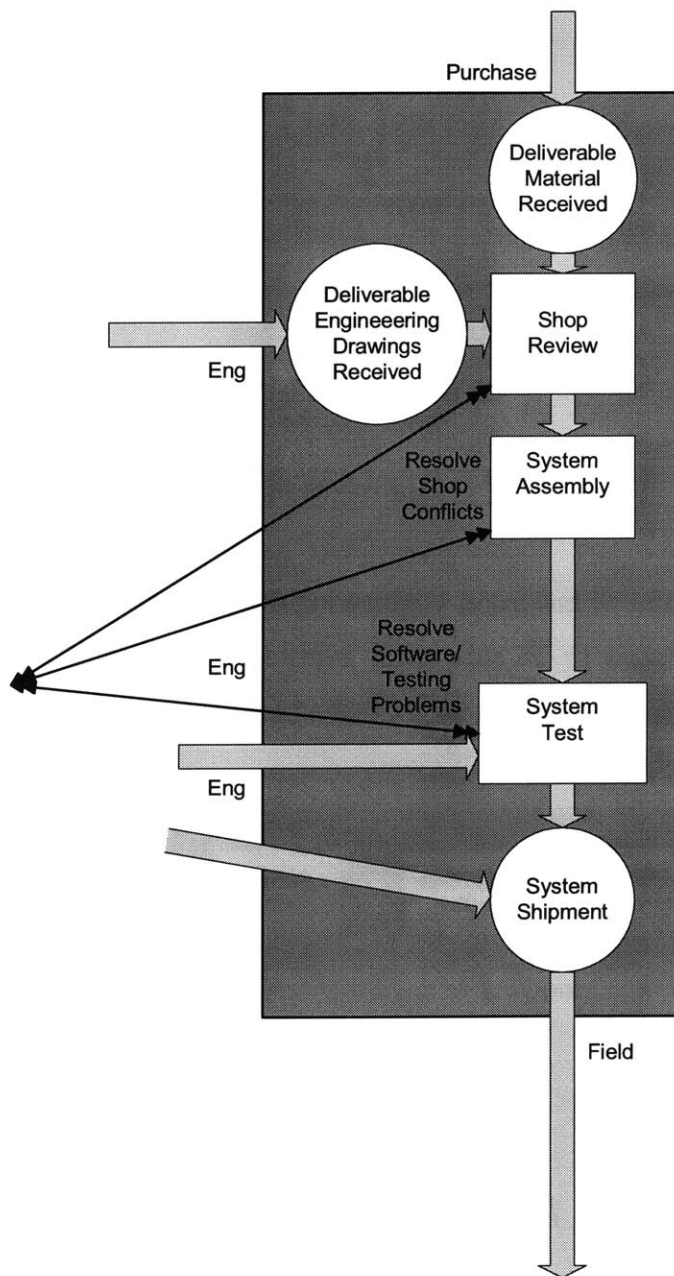 Purchase
Deliverable
Material
Received
Deliverable
Engineeering
Drawings
Received
Shop
Review
Eng
Resolve
Shop
Conflicts
System
Assembly
Eng
Resolve
Software/
Testing
Problems
System
Test
Eng
System
Shipment
Field